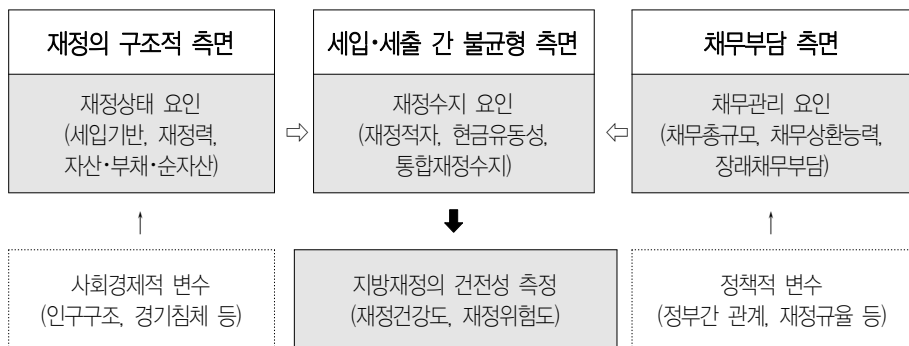 재정의 구조적 측면
재정상태 요인
(세입기반, 재정력,
자산･부채･순자산)
세입･세출 간 불균형 측면
재정수지 요인
(재정적자, 현금유동성,
통합재정수지)
채무부담 측면
채무관리 요인
(채무총규모, 채무상환능력,
장래채무부담)
사회경제적 변수
(인구구조, 경기침체 등)
지방재정의 건전성 측정
(재정건강도, 재정위험도)
정책적 변수
(정부간 관계, 재정규율 등)